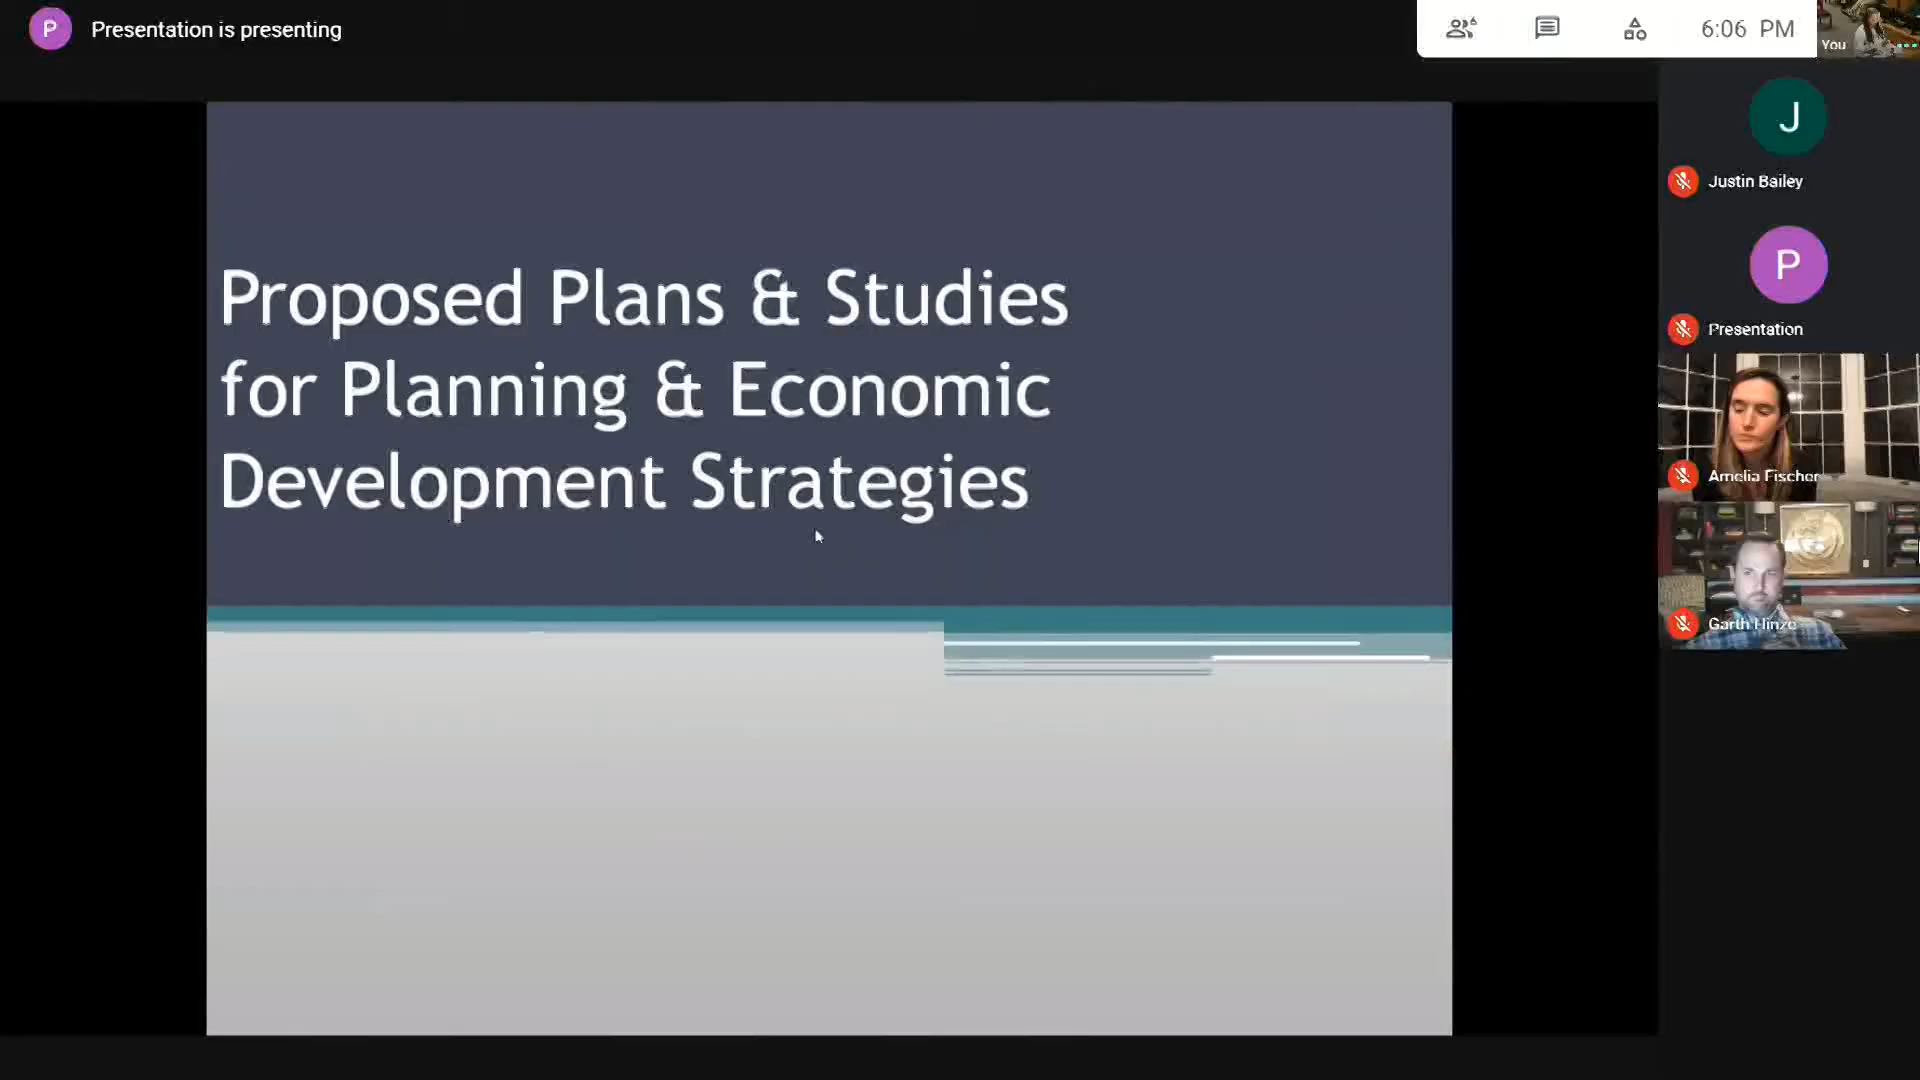 P
Presentation is presenting
6
6:06 PM
You
J
Justin Bailey
P
Presentation
Amelia Fischer
Garth Hinze
Proposed Plans & Studies
for Planning & Economic
Development Strategies